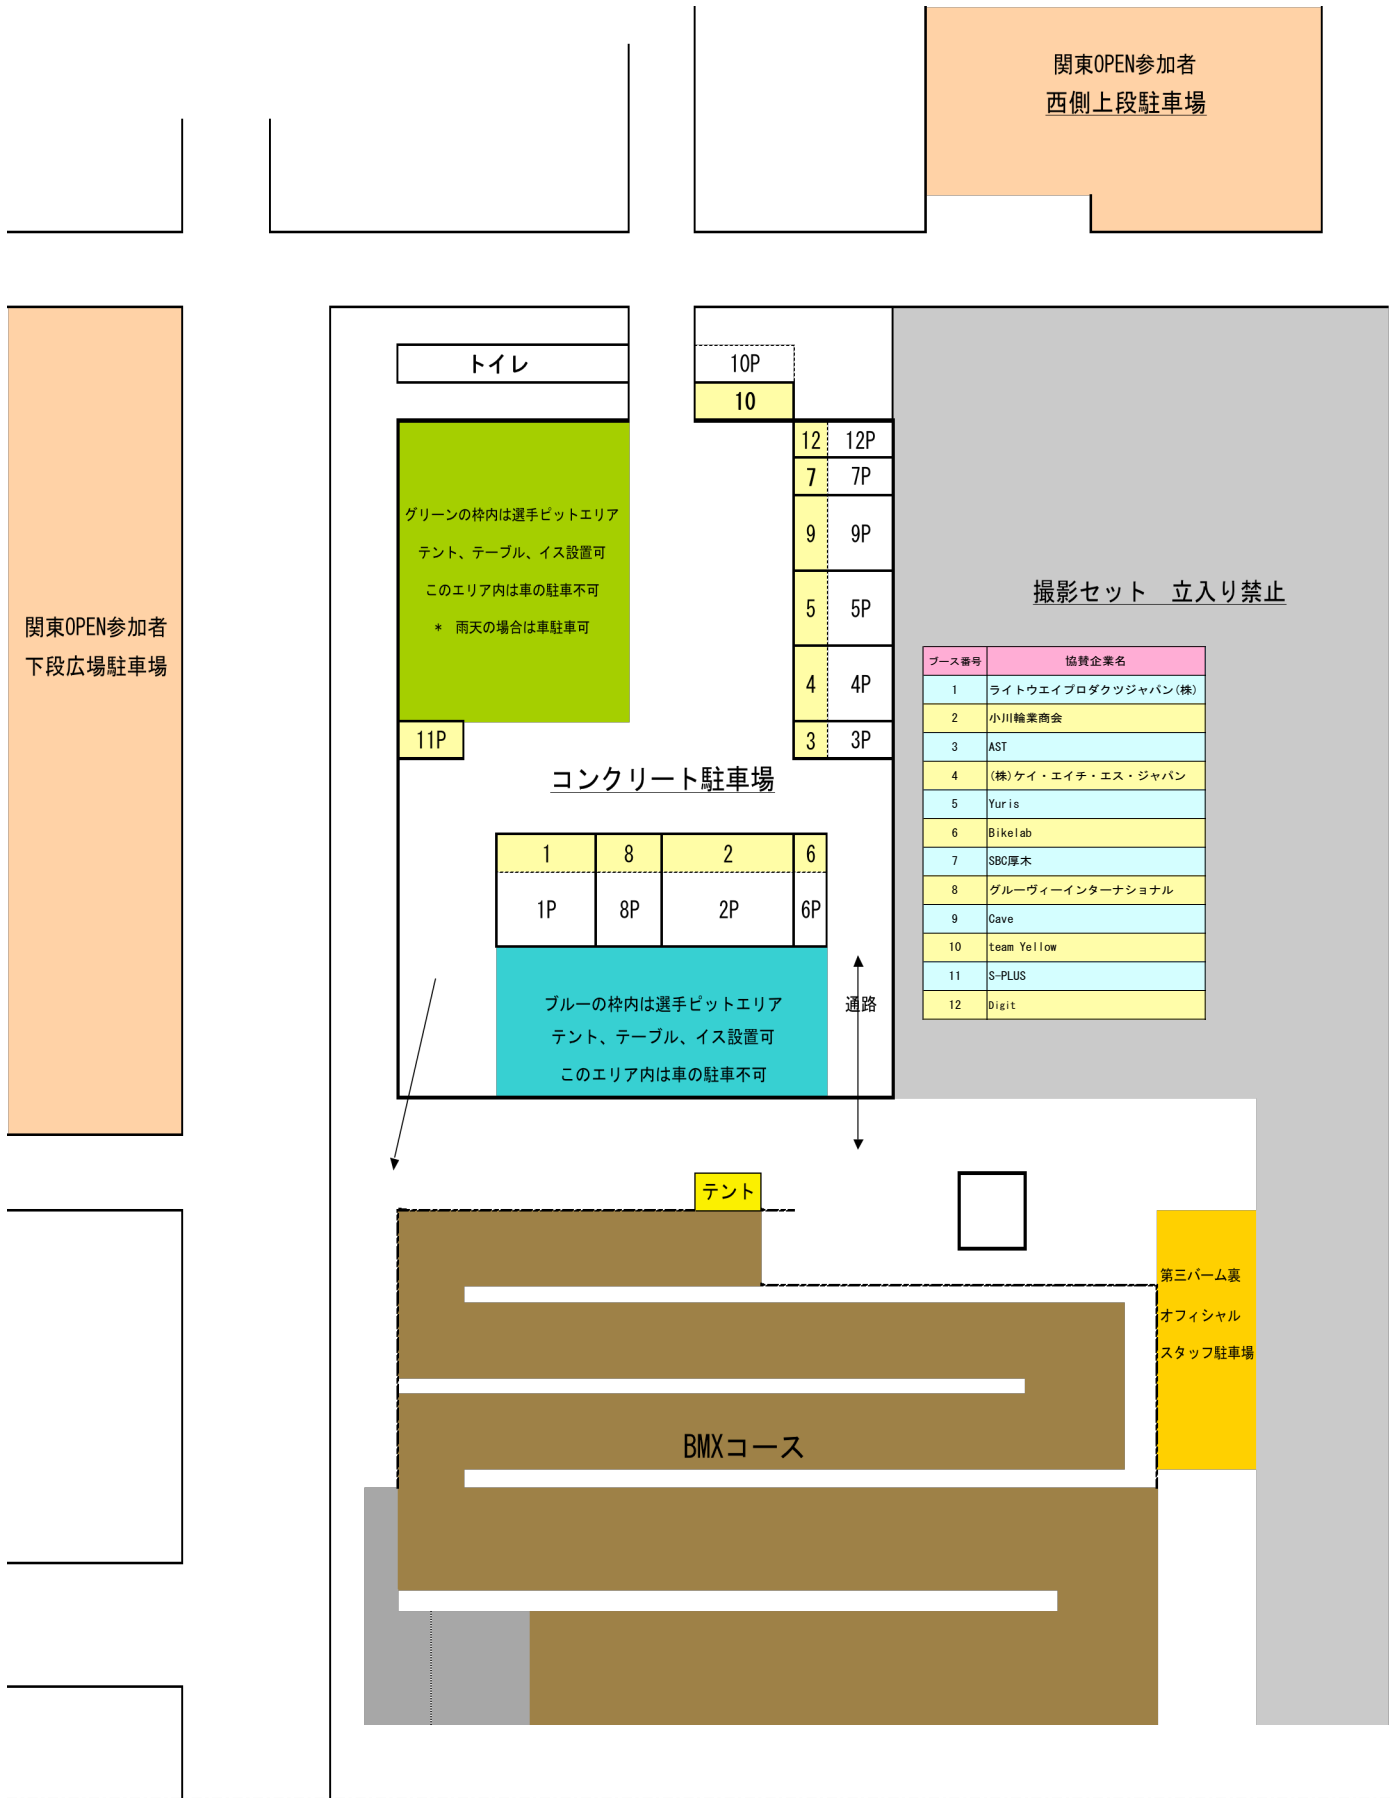 関東OPEN参加者
西側上段駐車場
トイレ
10P
10
12 12P
7 7P
9 9P
5 5P
4 4P
3 3P
グリーンの枠内は選手ピットエリア
テント、テーブル、イス設置可
このエリア内は車の駐車不可
* 雨天の場合は車駐車可
関東OPEN参加者
下段広場駐車場
11P
コンクリート駐車場
撮影セット　立入り禁止
ブース番号 協賛企業名
1 ライトウエイプロダクツジャパン(株)
2 小川輪業商会
3 AST
4 (株)ケイ・エイチ・エス・ジャパン
5 Yuris
6 Bikelab
7 SBC厚木
8 グルーヴィーインターナショナル
9 Cave
10 team Yellow
11 S-PLUS
12 Digit
1 8 2 6
1P 8P 2P 6P
ブルーの枠内は選手ピットエリア
テント、テーブル、イス設置可
このエリア内は車の駐車不可
通路
テント
第三バーム裏
オフィシャル
スタッフ駐車場
BMXコース